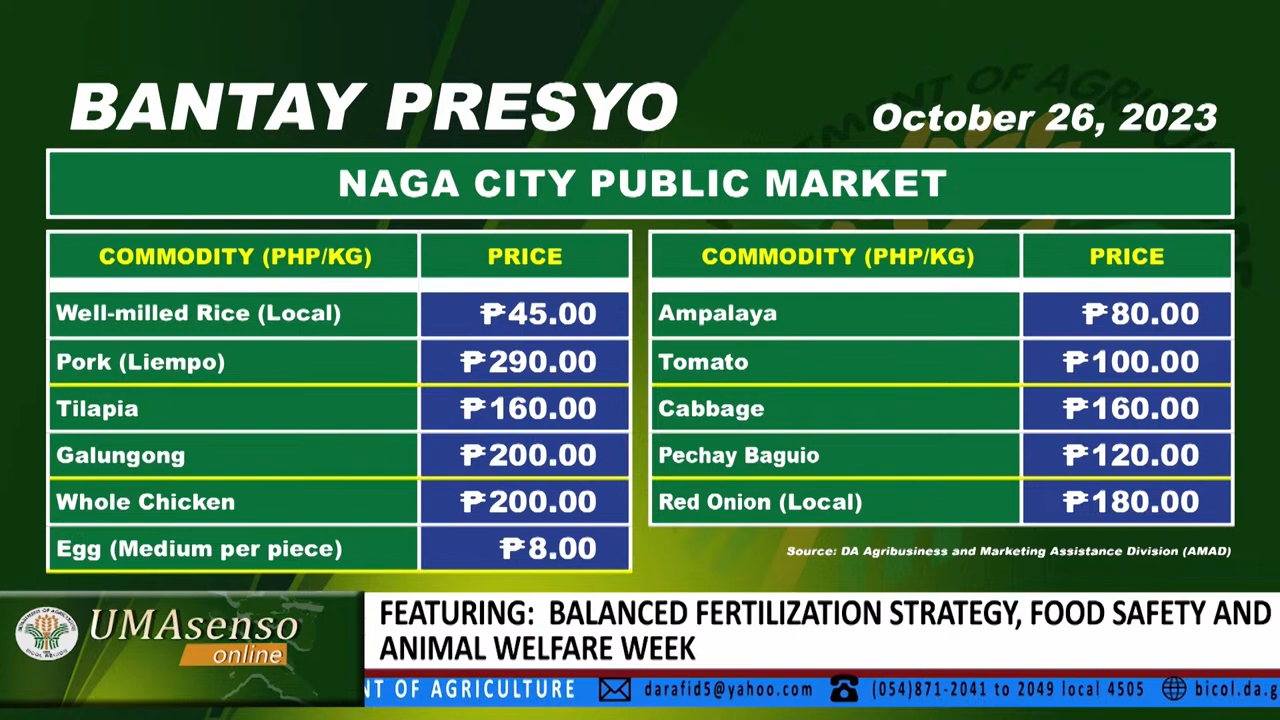 BANTAY PRESYO
October 26, 2023
NAGA CITY PUBLIC MARKET
COMMODITY (PHP/KG) PRICE
Well-milled Rice (Local) ₱45.00
Pork (Liempo) ₱290.00
Tilapia ₱160.00
Galungong ₱200.00
Whole Chicken ₱200.00
Egg (Medium per piece) ₱8.00
COMMODITY (PHP/KG) PRICE
Ampalaya ₱80.00
Tomato ₱100.00
Cabbage ₱160.00
Pechay Baguio ₱120.00
Red Onion (Local) ₱180.00
Source: DA Agribusiness and Marketing Assistance Division (AMAD)
UMAsenso
online
FEATURING: BALANCED FERTILIZATION STRATEGY, FOOD SAFETY AND
ANIMAL WELFARE WEEK
NT OF AGRICULTURE darafid5@yahoo.com (054)871-2041 to 2049 local 4505 bicol.da.g